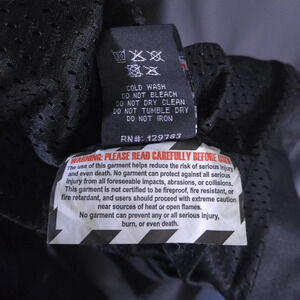 COLD WASH
DO NOT BLEACH
DO NOT DRY CLEAN
DO NOT TUMBLE DRY
DO NOT IRON
RN#: 129783
WARNING: PLEASE READ CAREFULLY BEFORE USE
The use of this garment helps reduce the risk of serious injury
and even death. No garment can protect against all serious
injury from all foreseeable impacts, abrasions, or collisions.
This garment is not certified to be fireproof, fire resistant, or
fire retardant, and users should proceed with extreme caution
near sources of heat or open flames.
No garment can prevent any or all serious injury,
burn, or even death.